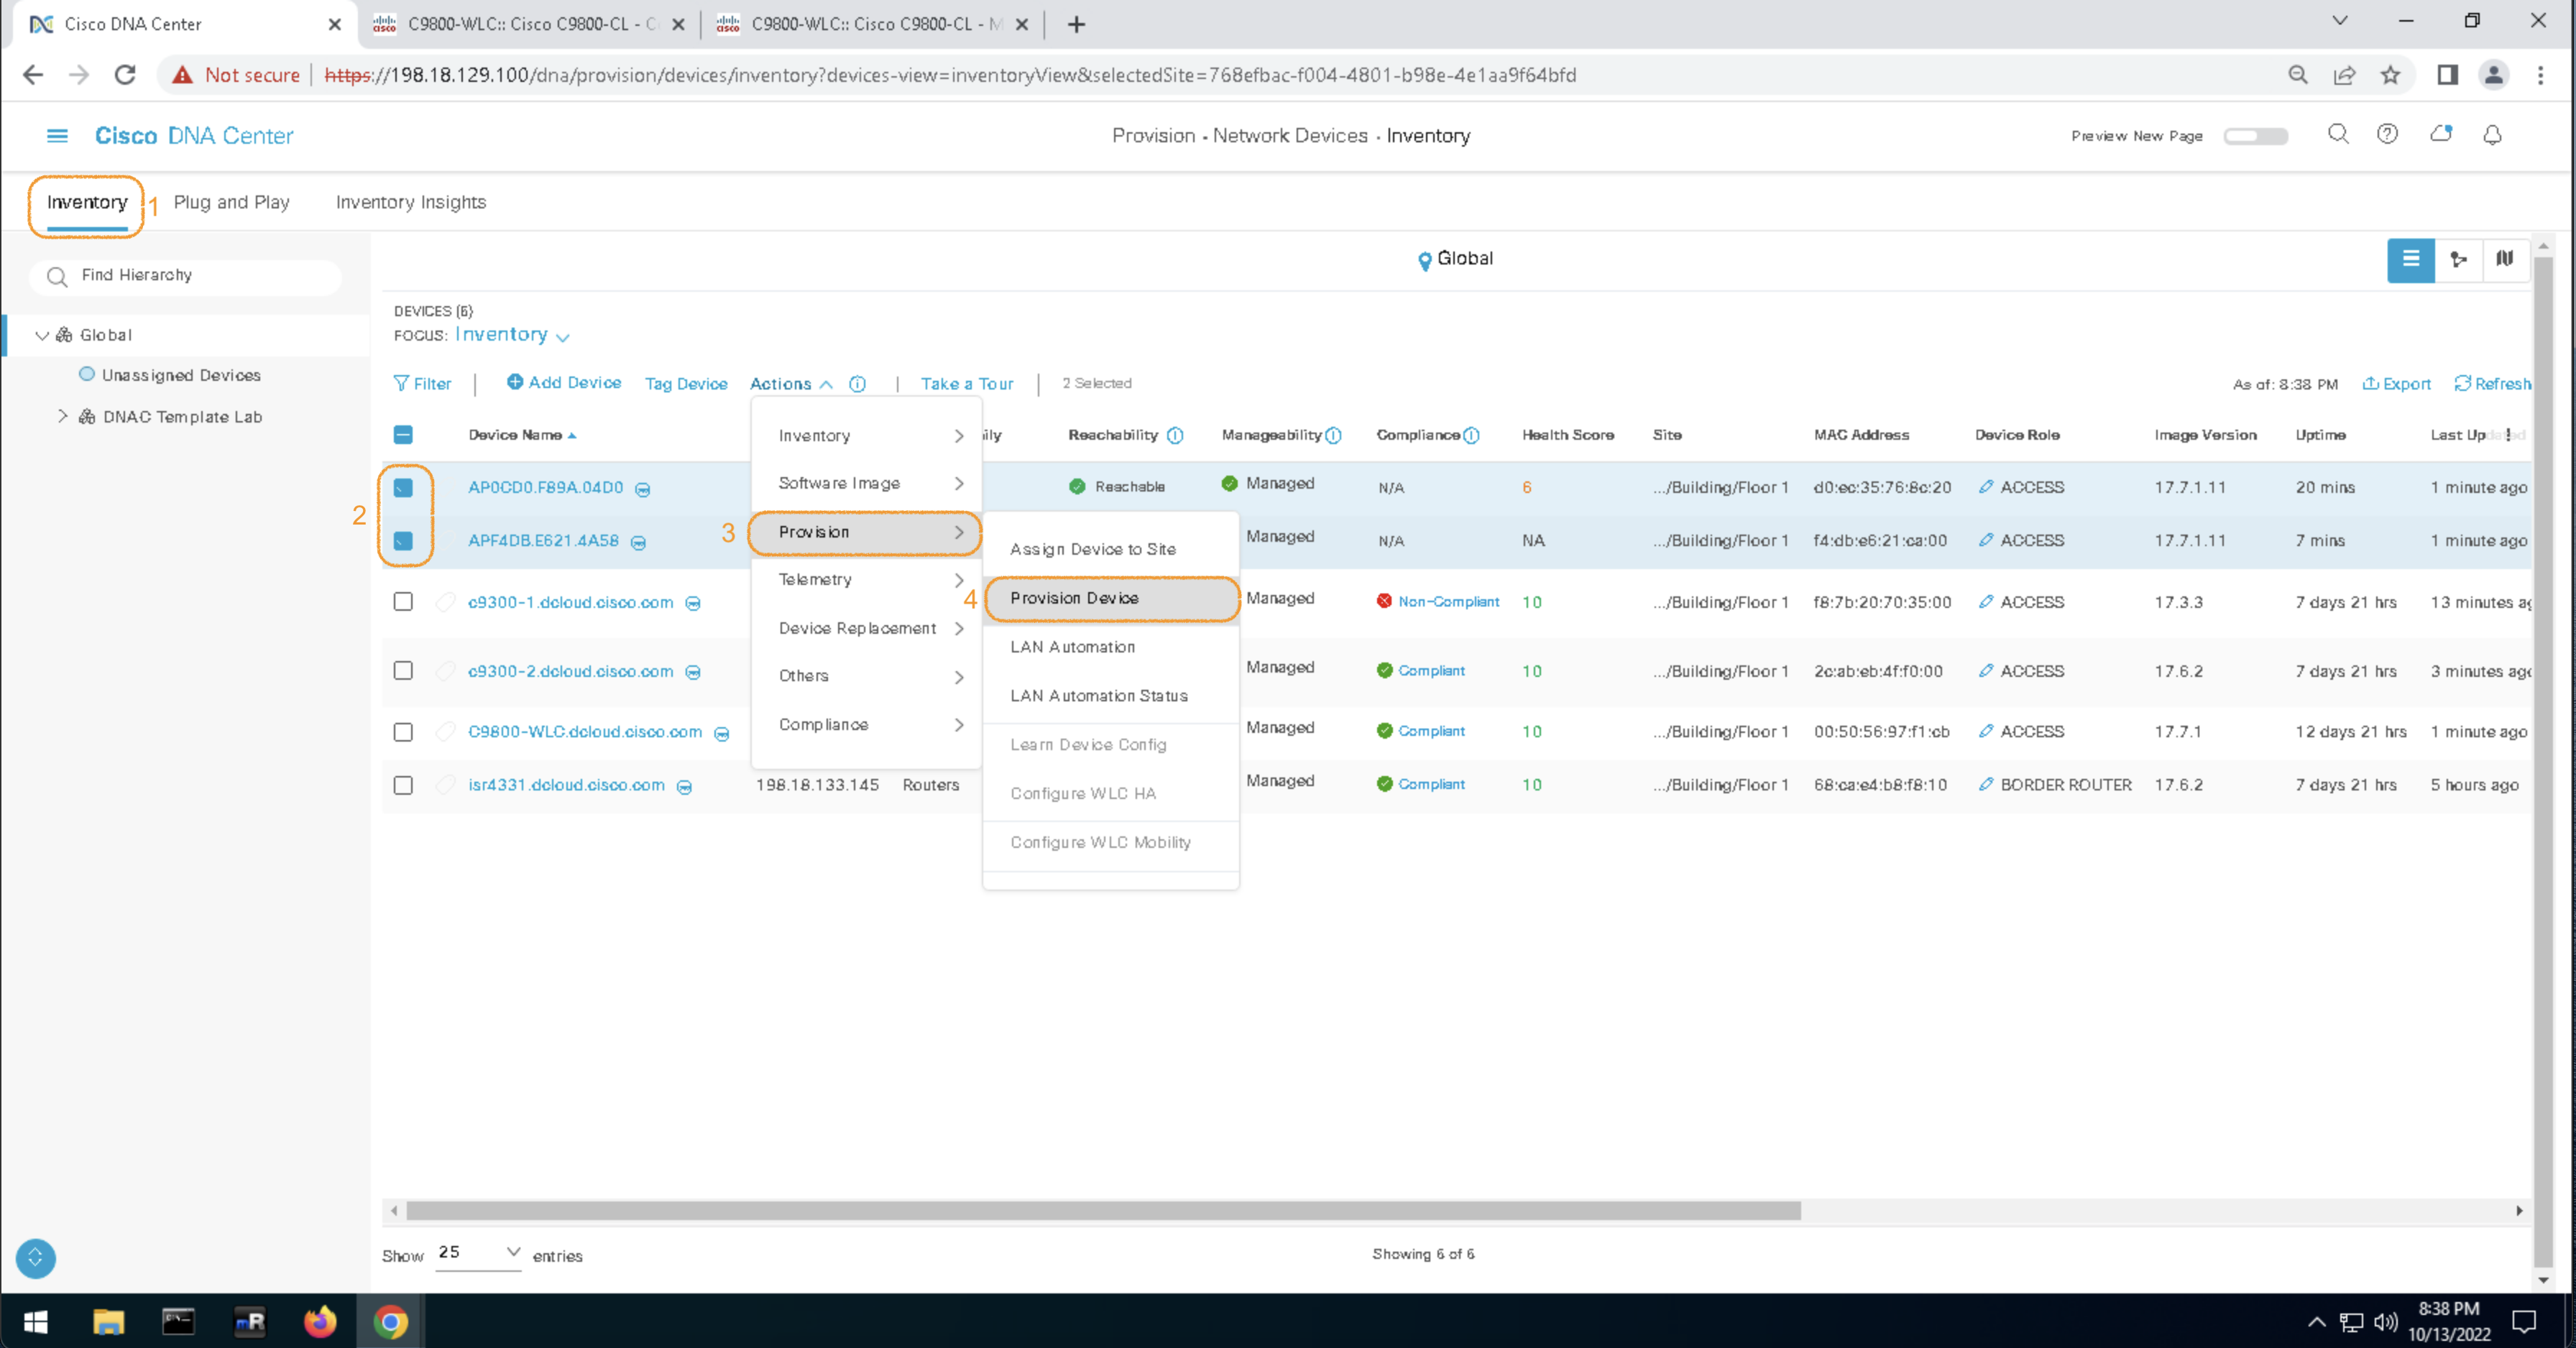 Cisco DNA Center
C9800-WLC:: Cisco C9800-CL - C
C9800-WLC:: Cisco C9800-CL - M
Not secure | https://198.18.129.100/dna/provision/devices/inventory?devices-view=inventoryView&selectedSite=768efbac-f004-4801-b98e-4e1aa9f64bfd
Cisco DNA Center
Provision - Network Devices - Inventory
Preview New Page
Inventory 1 Plug and Play Inventory Insights
Find Hierarchy
Global
Unassigned Devices
DNAC Template Lab
Global
DEVICES (6)
FOCUS: Inventory
Filter | Add Device Tag Device Actions | Take a Tour | 2 Selected
As of: 8:38 PM Export Refresh
Device Name ily Reachability Manageability Compliance Health Score Site MAC Address Device Role Image Version Uptime Last Updated
2
AP0CD0.F89A.04D0 Reachable Managed N/A 6 .../Building/Floor 1 d0:ec:35:76:8c:20 ACCESS 17.7.1.11 20 mins 1 minute ago
APF4DB.E621.4A58 Managed N/A NA .../Building/Floor 1 f4:db:e6:21:ca:00 ACCESS 17.7.1.11 7 mins 1 minute ago
c9300-1.dcloud.cisco.com Managed Non-Compliant 10 .../Building/Floor 1 f8:7b:20:70:35:00 ACCESS 17.3.3 7 days 21 hrs 13 minutes ag
c9300-2.dcloud.cisco.com Managed Compliant 10 .../Building/Floor 1 2c:ab:eb:4f:f0:00 ACCESS 17.6.2 7 days 21 hrs 3 minutes ago
C9800-WLC.dcloud.cisco.com Managed Compliant 10 .../Building/Floor 1 00:50:56:97:f1:cb ACCESS 17.7.1 12 days 21 hrs 1 minute ago
isr4331.dcloud.cisco.com 198.18.133.145 Routers Managed Compliant 10 .../Building/Floor 1 68:ca:e4:b8:f8:10 BORDER ROUTER 17.6.2 7 days 21 hrs 5 hours ago
Inventory
Software Image
3 Provision
Telemetry
Device Replacement
Others
Compliance
Assign Device to Site
4 Provision Device
LAN Automation
LAN Automation Status
Learn Device Config
Configure WLC HA
Configure WLC Mobility
Show 25 entries
Showing 6 of 6
mR
8:38 PM
10/13/2022